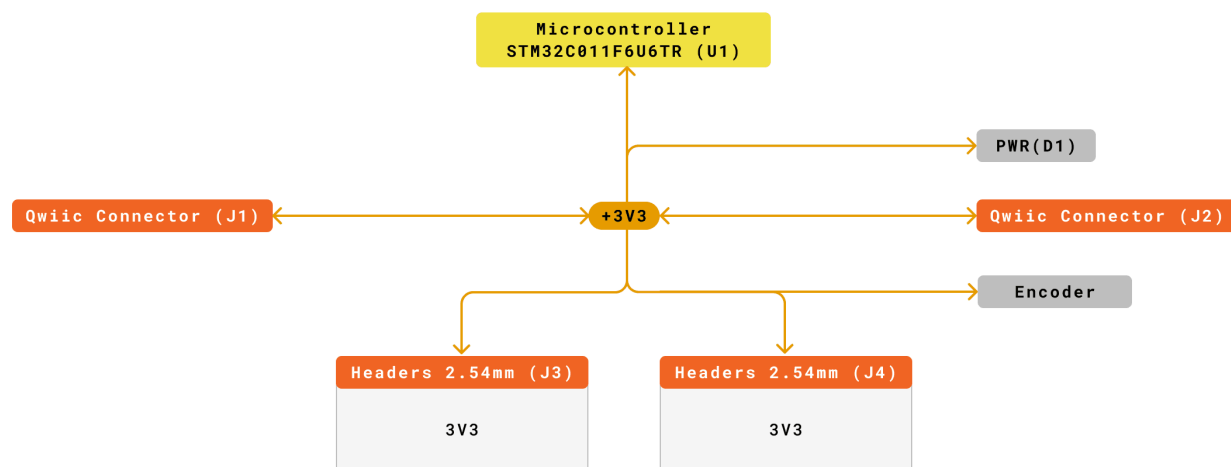 Microcontroller
STM32C011F6U6TR (U1)
PWR(D1)
Qwiic Connector (J1)
+3V3
Qwiic Connector (J2)
Encoder
Headers 2.54mm (J3)
Headers 2.54mm (J4)
3V3
3V3